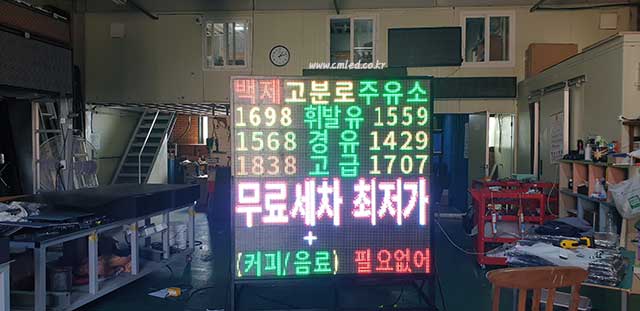 www.cmled.co.kr
백제고분로주유소
1698 휘발유 1559
1568 경유 1429
1838 고급 1707
무료세차 최저가
+
(커피/음료) 필요없어